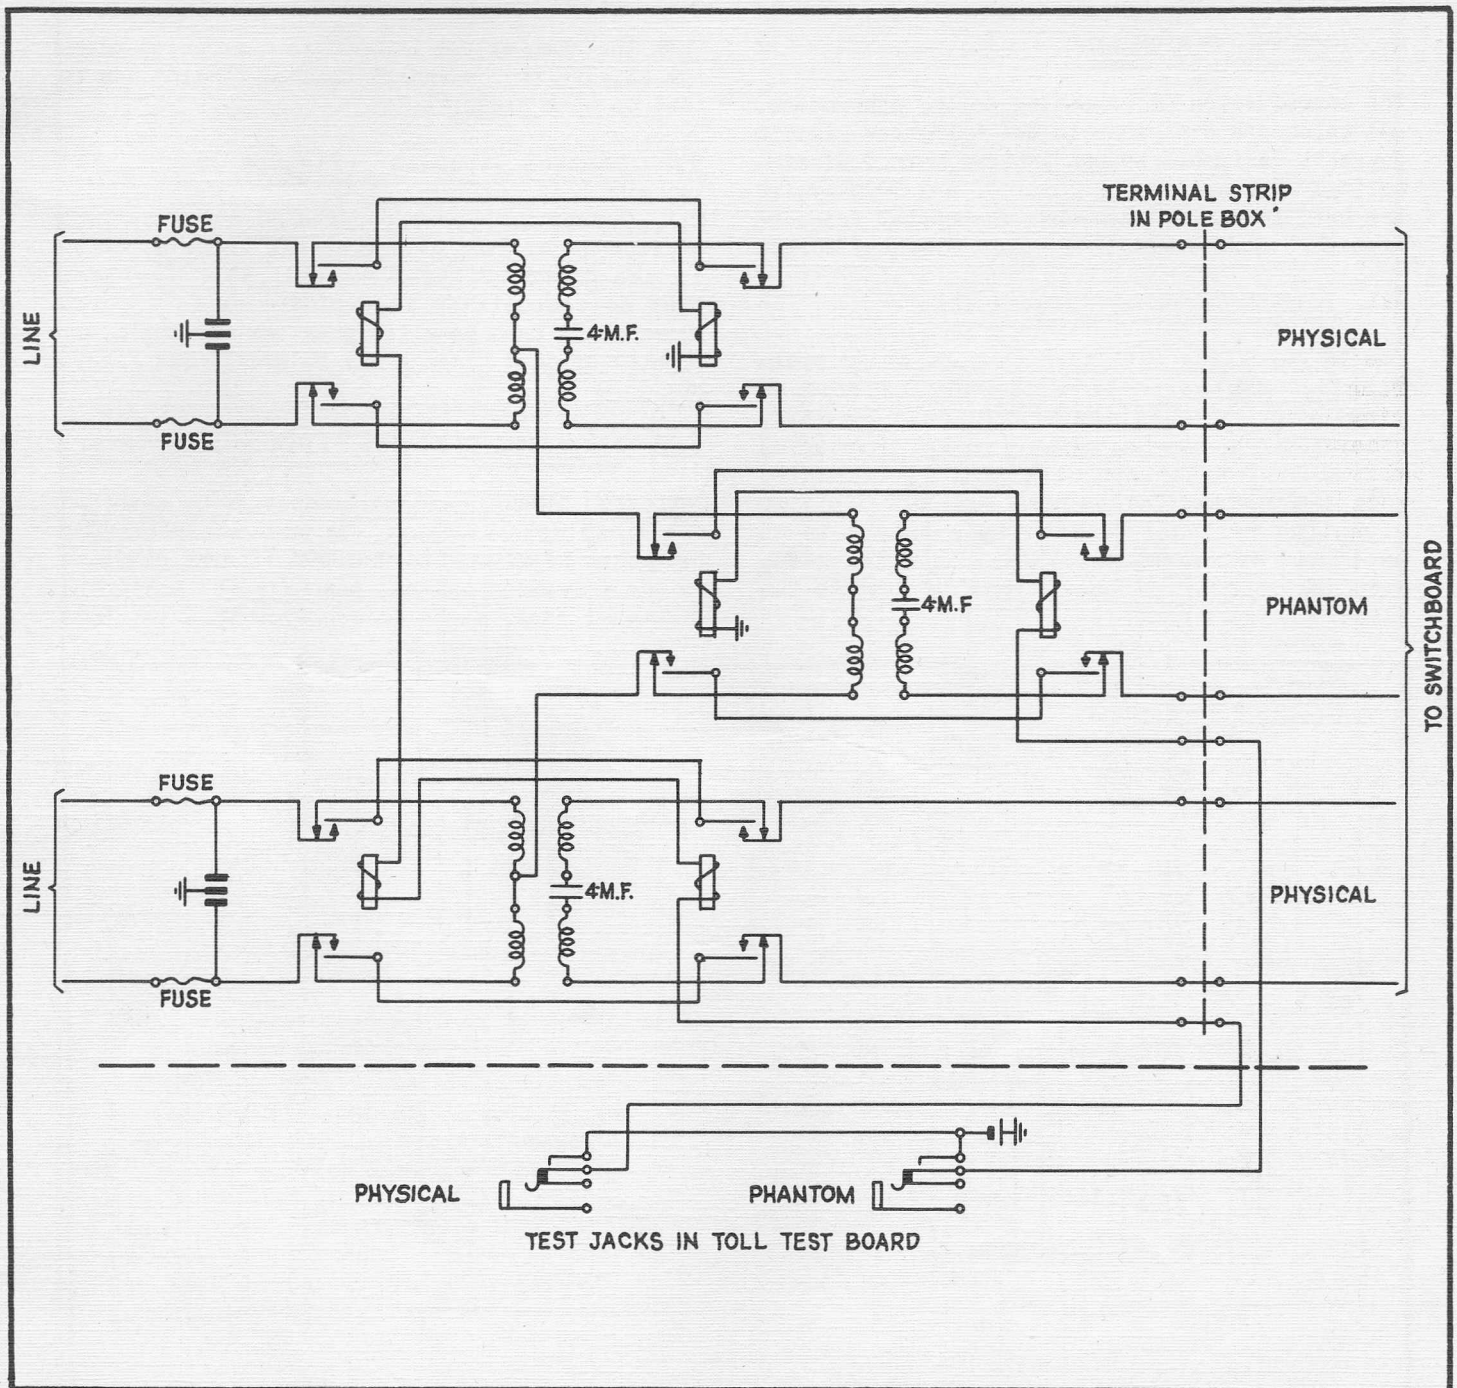 TERMINAL STRIP
IN POLE BOX
FUSE
LINE
FUSE
4-M.F.
PHYSICAL
4-M.F
PHANTOM
TO SWITCHBOARD
FUSE
LINE
FUSE
4-M.F.
PHYSICAL
PHYSICAL
PHANTOM
TEST JACKS IN TOLL TEST BOARD